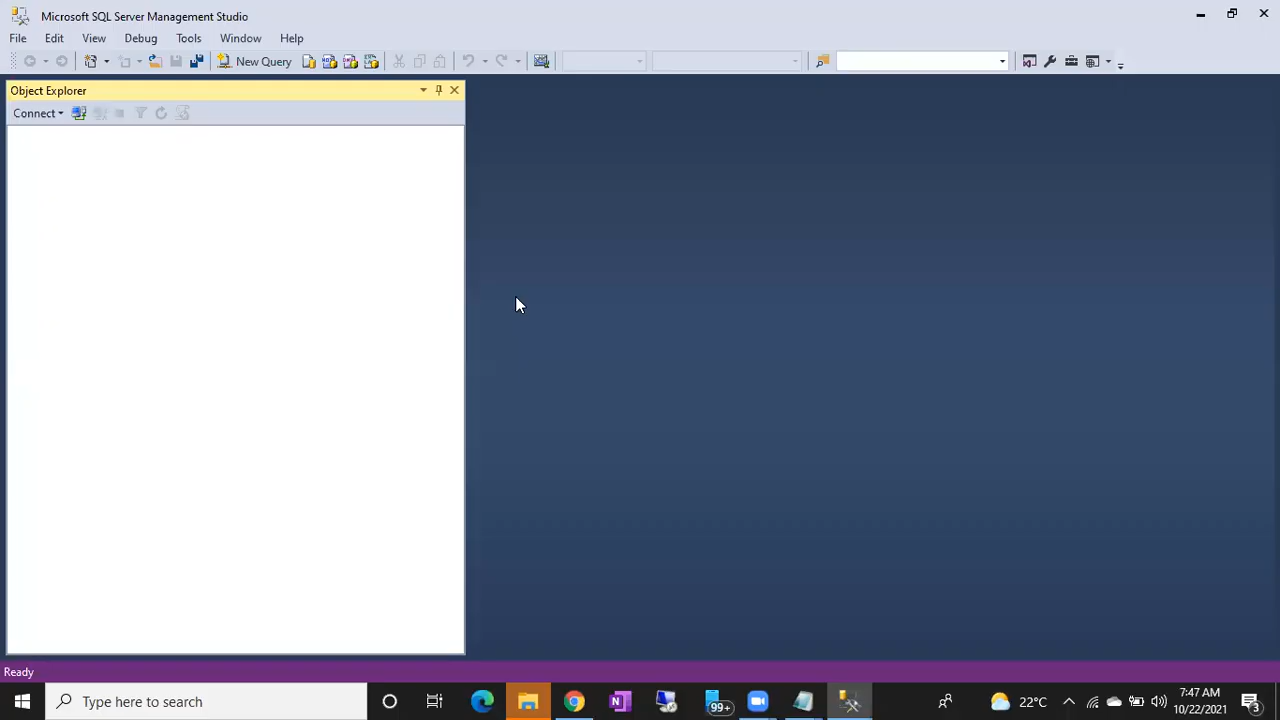 Microsoft SQL Server Management Studio
File Edit View Debug Tools Window Help
New Query
Object Explorer
Connect
Ready
Type here to search
99+
22°C
7:47 AM
10/22/2021
3